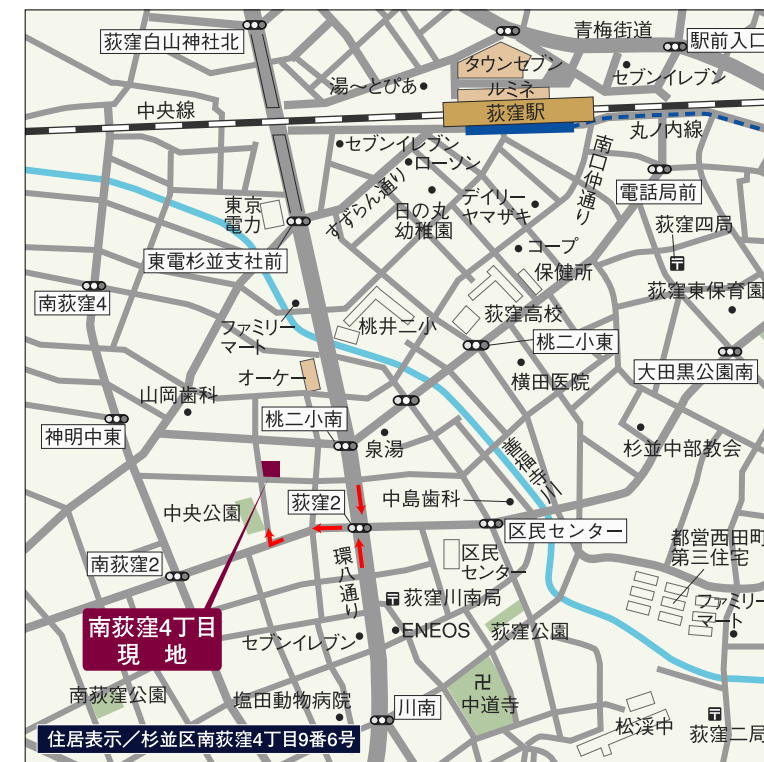 青梅街道
荻窪白山神社北
駅前入口
タウンセブン
セブンイレブン
湯〜とぴあ
ルミネ
中央線
荻窪駅
丸ノ内線
セブンイレブン
ローソン
南口仲通り
電話局前
すずらん通り
日の丸
幼稚園
デイリー
ヤマザキ
東京
電力
荻窪四局
コープ
東電杉並支社前
保健所
荻窪東保育園
南荻窪4
荻窪高校
ファミリー
マート
桃井二小
桃二小東
オーケー
横田医院
大田黒公園南
山岡歯科
桃二小南
神明中東
泉湯
杉並中部教会
善福寺川
荻窪2
中島歯科
中央公園
区民センター
都営西田町
第三住宅
南荻窪2
環八通り
区民
センター
荻窪川南局
ファミリー
マート
南荻窪4丁目
現 地
セブンイレブン
ENEOS
荻窪公園
南荻窪公園
塩田動物病院
川南
卍
中道寺
松渓中
荻窪二局
住居表示／杉並区南荻窪4丁目9番6号